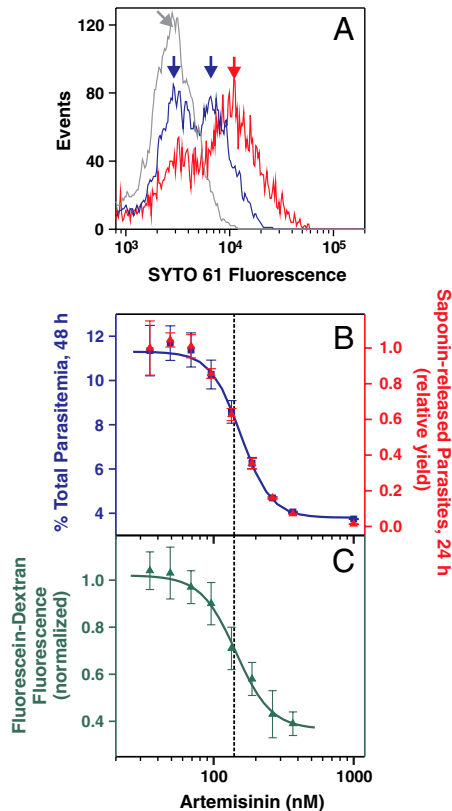 A
120
80
40
0
Events
10³ 10⁴ 10⁵
SYTO 61 Fluorescence
B
% Total Parasitemia, 48 h
12
10
8
6
4
1.0
0.8
0.6
0.4
0.2
0.0
Saponin-released Parasites, 24 h
(relative yield)
C
Fluorescein-Dextran
Fluorescence
(normalized)
1.0
0.8
0.6
0.4
100 1000
Artemisinin (nM)